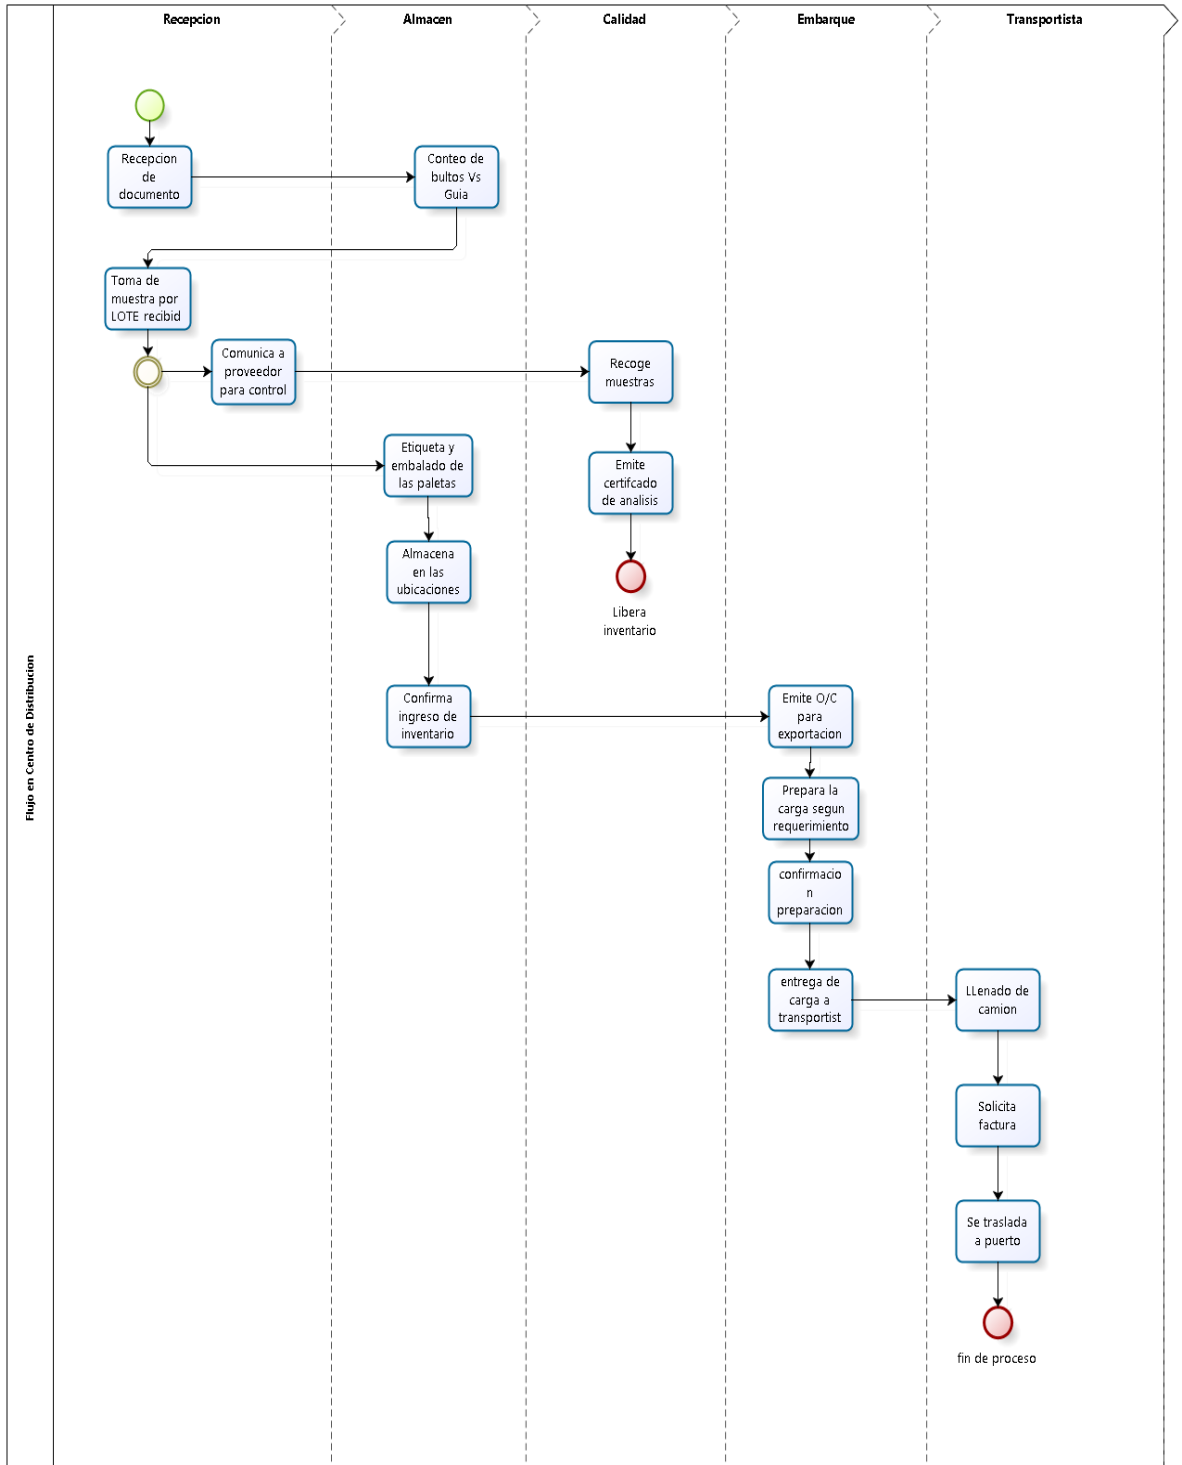 Recepcion
Almacen
Calidad
Embarque
Transportista
Flujo en Centro de Distribucion
Recepcion
de
documento
Conteo de
bultos Vs
Guia
Toma de
muestra por
LOTE recibid
Comunica a
proveedor
para control
Recoge
muestras
Etiqueta y
embalado de
las paletas
Emite
certifcado
de analisis
Almacena
en las
ubicaciones
Libera
inventario
Confirma
ingreso de
inventario
Emite O/C
para
exportacion
Prepara la
carga segun
requerimiento
confirmacio
n
preparacion
entrega de
carga a
transportist
LLenado de
camion
Solicita
factura
Se traslada
a puerto
fin de proceso